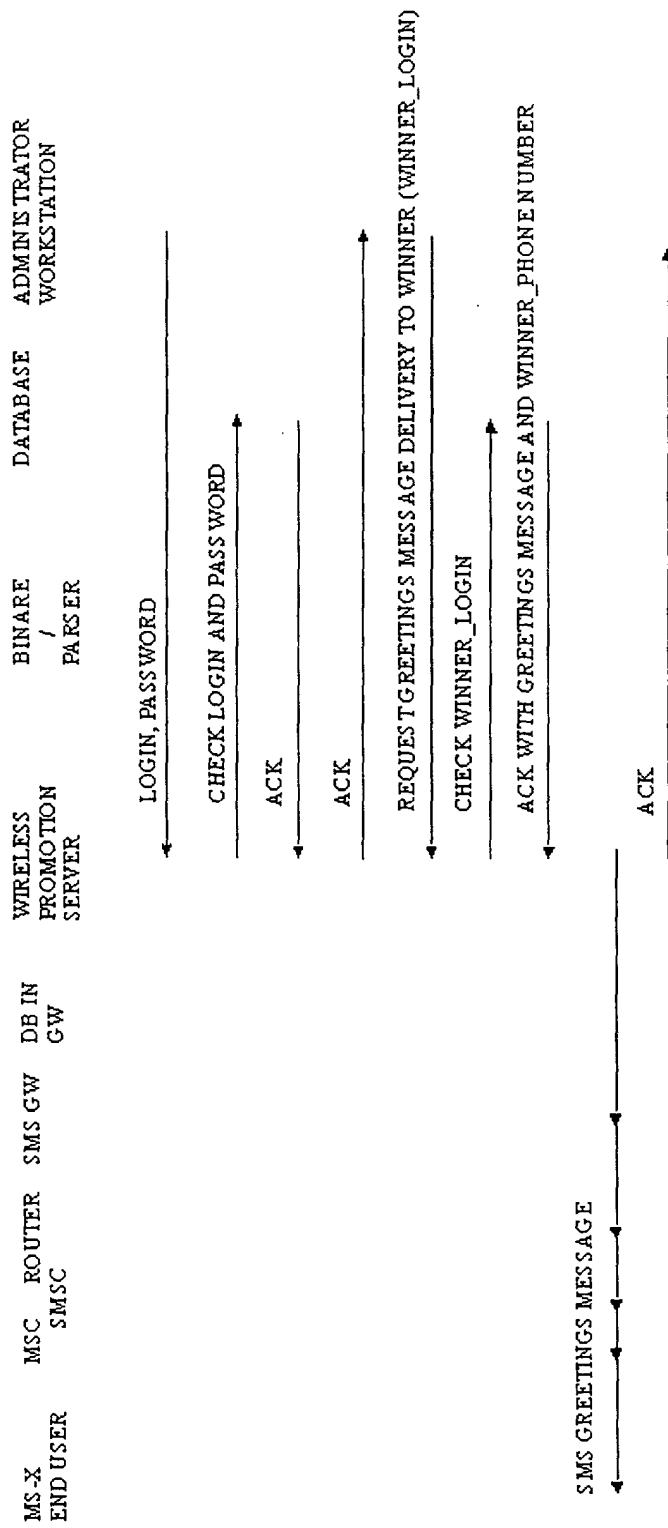 MS-X
END USER
MSC
SMSC
ROUTER
SMS GW
DB IN
GW
WIRELESS
PROMOTION
SERVER
BINARE
/
PARSER
DATABASE
ADMINISTRATOR
WORKSTATION
LOGIN, PASSWORD
CHECK LOGIN AND PASSWORD
ACK
ACK
REQUEST GREETINGS MESSAGE DELIVERY TO WINNER (WINNER_LOGIN)
CHECK WINNER_LOGIN
ACK WITH GREETINGS MESSAGE AND WINNER_PHONE NUMBER
SMS GREETINGS MESSAGE
ACK